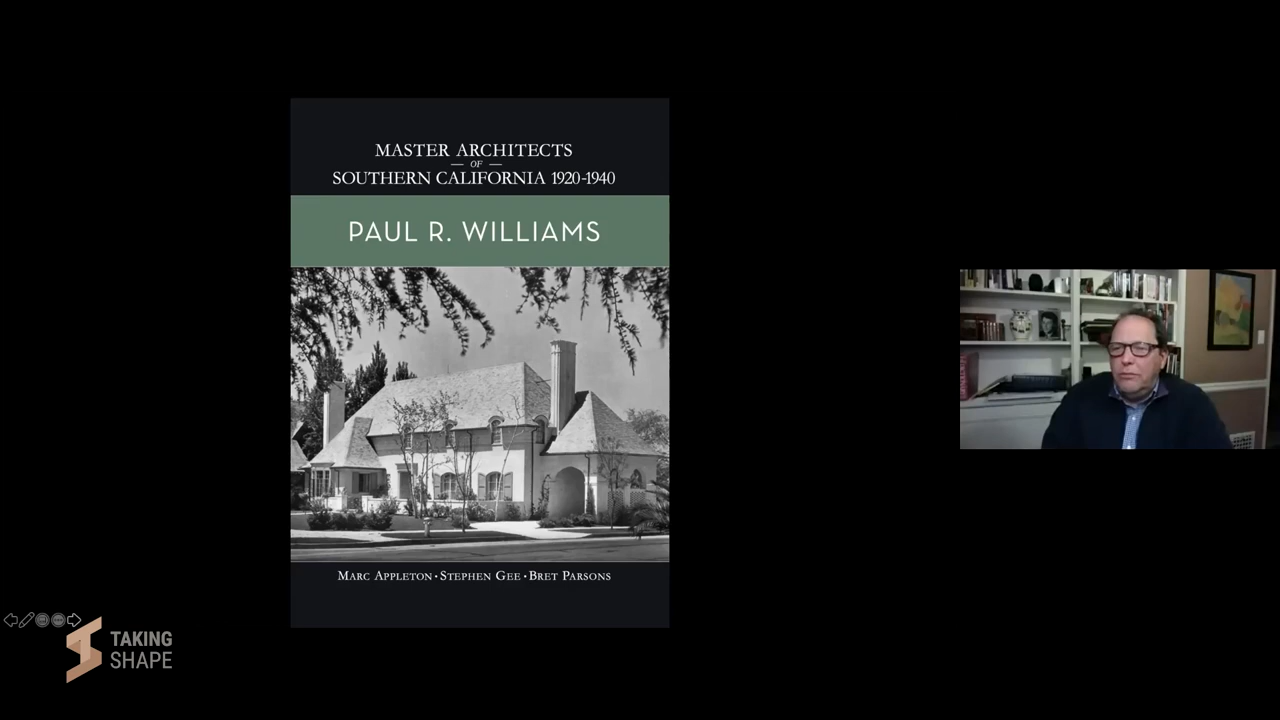 MASTER ARCHITECTS
OF
SOUTHERN CALIFORNIA 1920-1940
PAUL R. WILLIAMS
MARC APPLETON • STEPHEN GEE • BRET PARSONS
TAKING
SHAPE